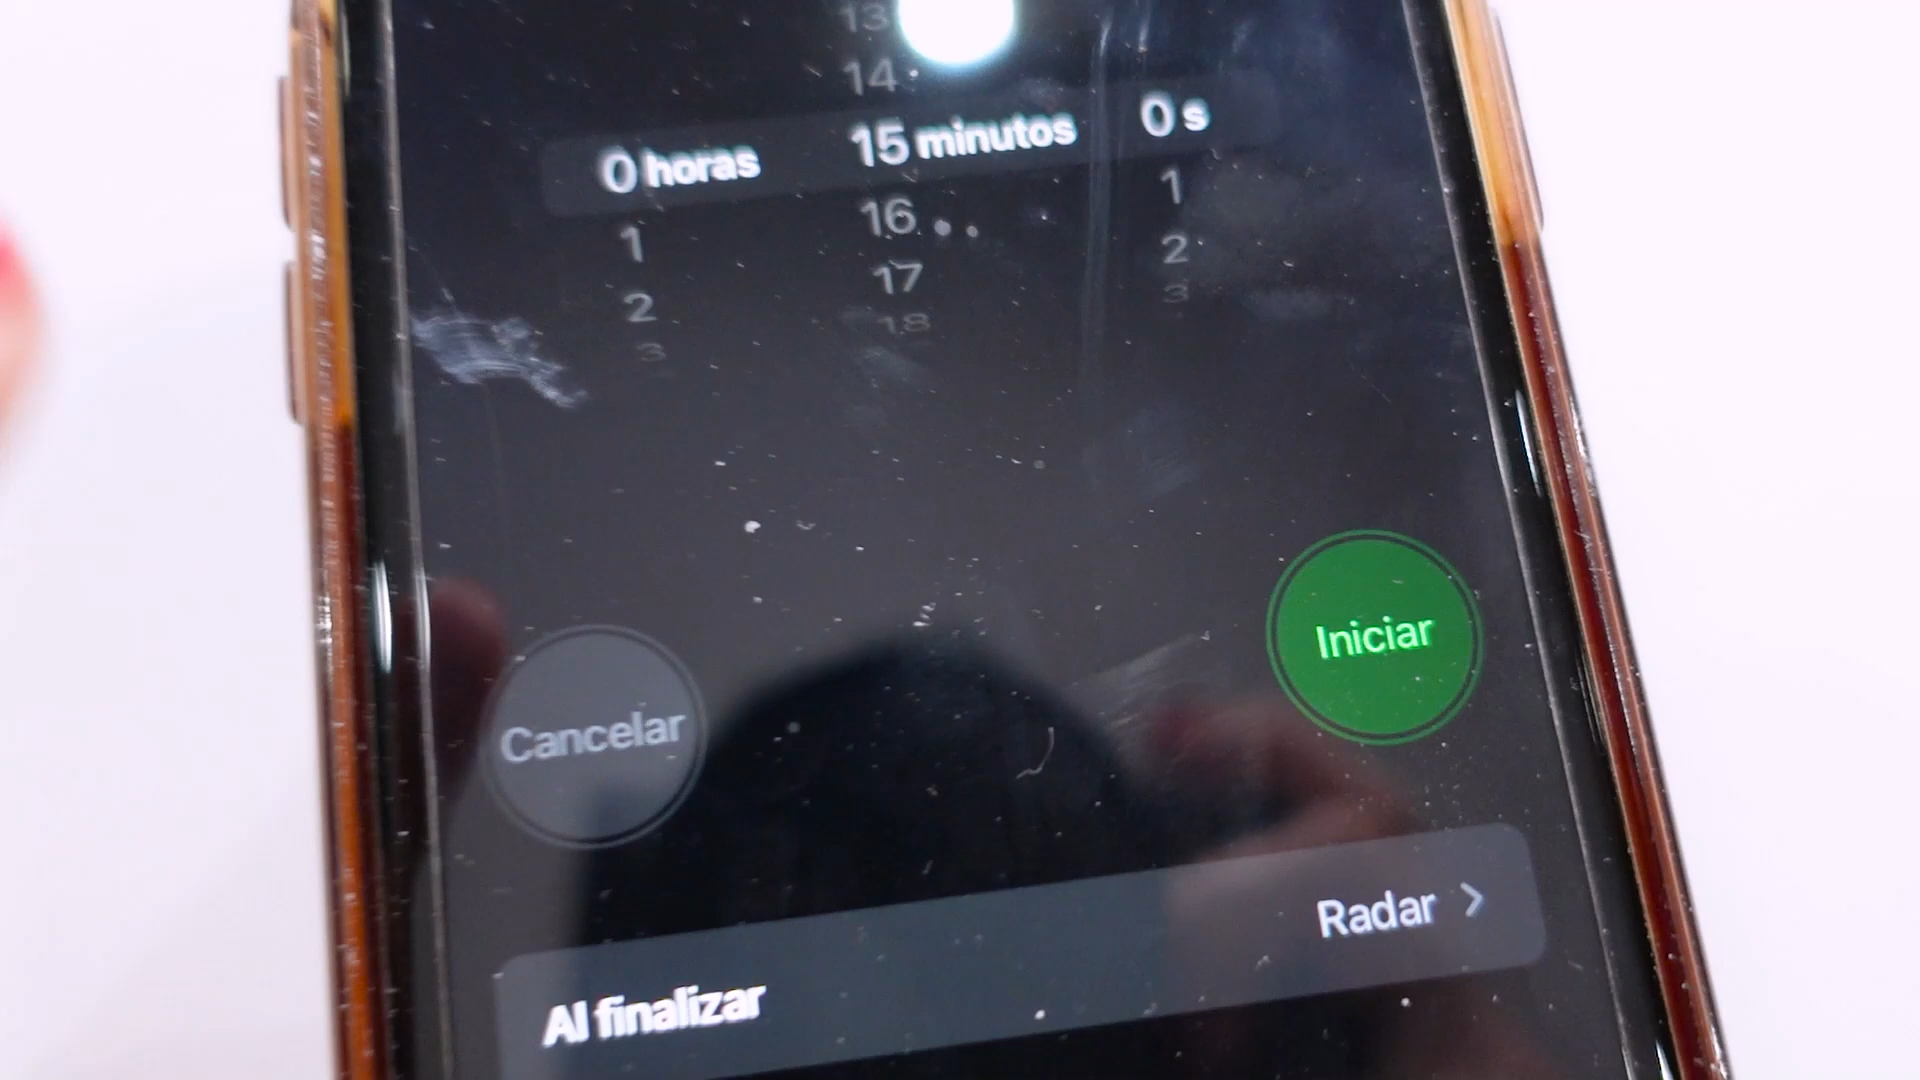 13
14
0 horas 15 minutos 0 s
1 16 1
2 17 2
3 18 3
Iniciar
Cancelar
Radar >
Al finalizar